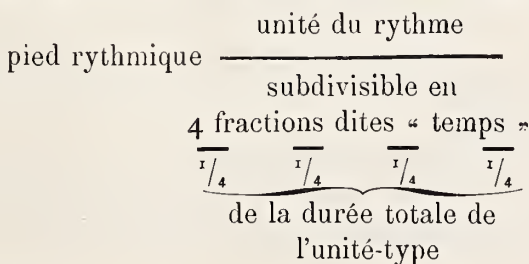 unité du rythme
pied rythmique
subdivisible en
4 fractions dites “ temps „
1/4 1/4 1/4 1/4
de la durée totale de
l'unité-type